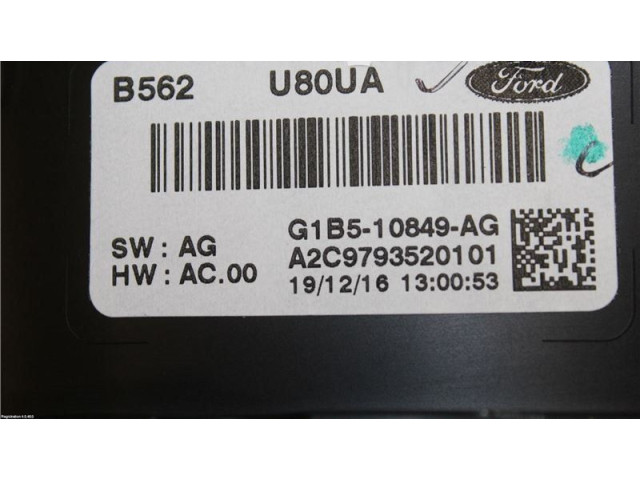 B562 U80UA Ford
G1B5-10849-AG
SW : AG
A2C9793520101
HW : AC.00
19/12/16 13:00:53